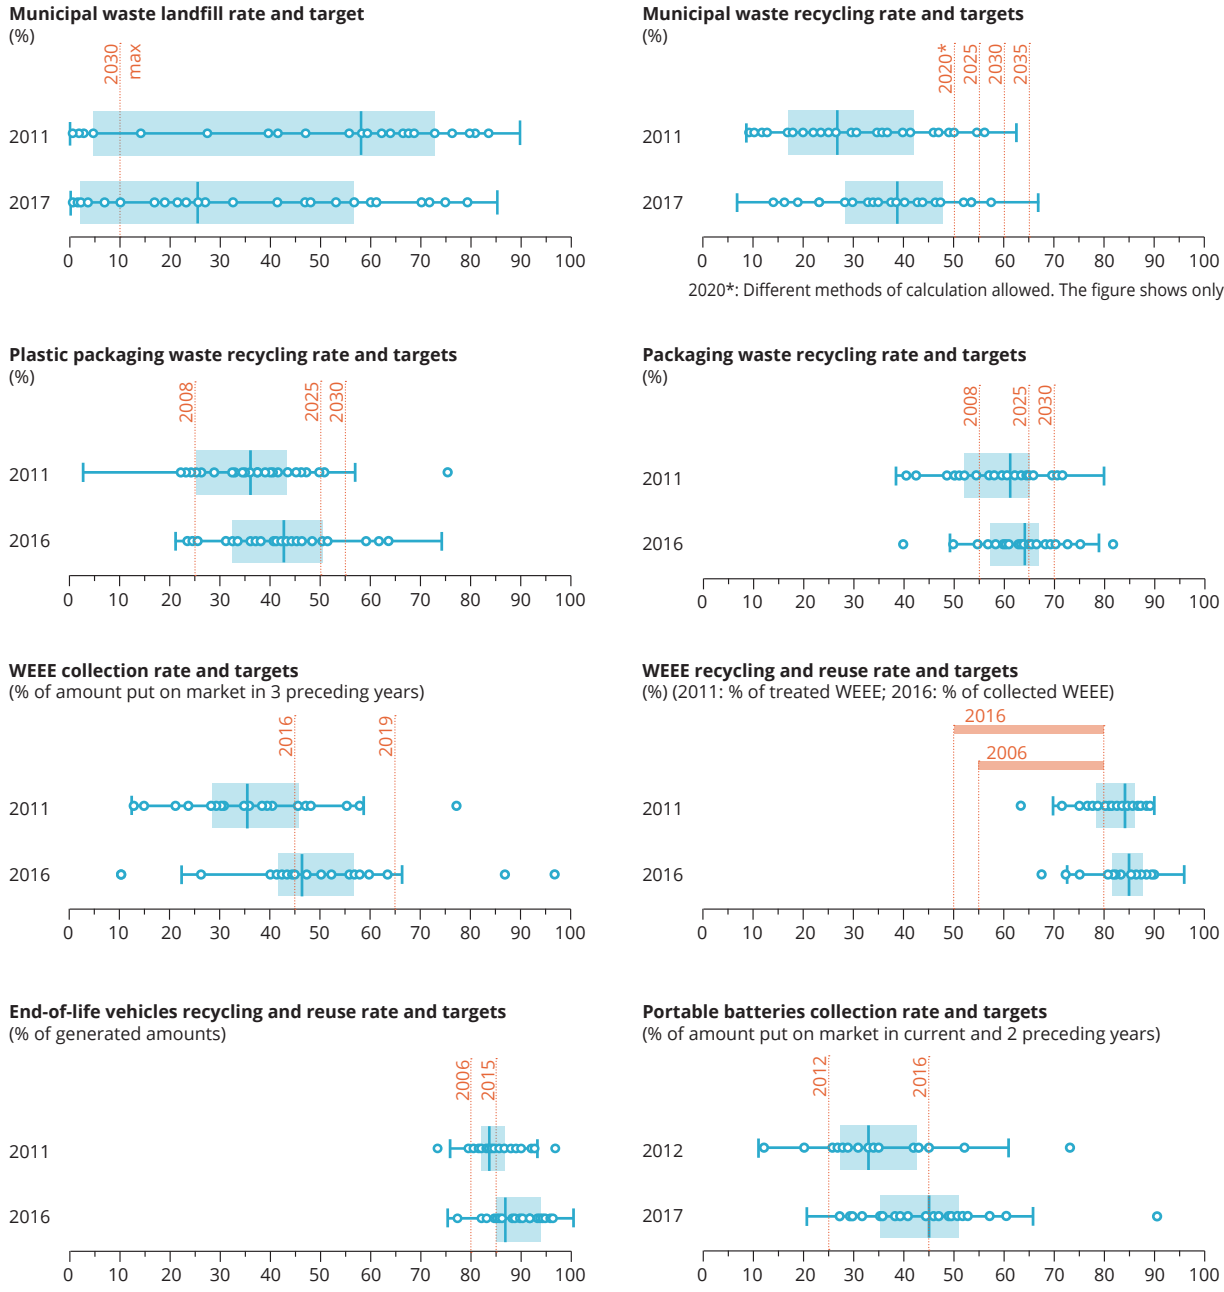 Municipal waste landfill rate and target
(%)
2030
max
2011
2017
0 10 20 30 40 50 60 70 80 90 100
Municipal waste recycling rate and targets
(%)
2020* 2025 2030 2035
2011
2017
0 10 20 30 40 50 60 70 80 90 100
2020*: Different methods of calculation allowed. The figure shows only
Plastic packaging waste recycling rate and targets
(%)
2008 2025 2030
2011
2016
0 10 20 30 40 50 60 70 80 90 100
Packaging waste recycling rate and targets
(%)
2008 2025 2030
2011
2016
0 10 20 30 40 50 60 70 80 90 100
WEEE collection rate and targets
(% of amount put on market in 3 preceding years)
2016 2019
2011
2016
0 10 20 30 40 50 60 70 80 90 100
WEEE recycling and reuse rate and targets
(%) (2011: % of treated WEEE; 2016: % of collected WEEE)
2016
2006
2011
2016
0 10 20 30 40 50 60 70 80 90 100
End-of-life vehicles recycling and reuse rate and targets
(% of generated amounts)
2006 2015
2011
2016
0 10 20 30 40 50 60 70 80 90 100
Portable batteries collection rate and targets
(% of amount put on market in current and 2 preceding years)
2012 2016
2012
2017
0 10 20 30 40 50 60 70 80 90 100